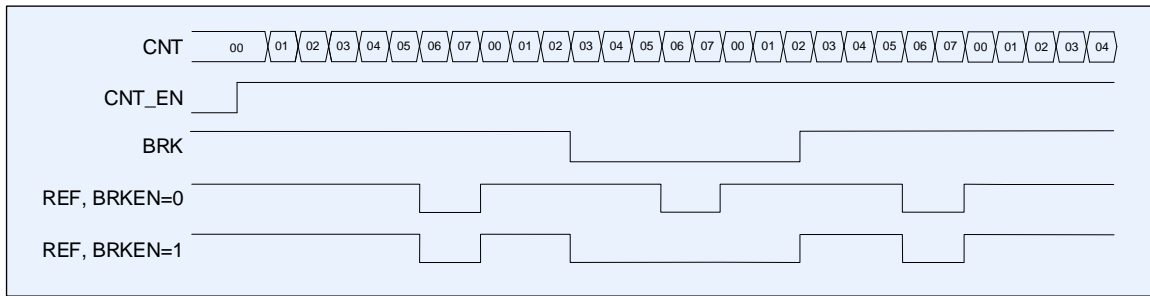 CNT 00 01 02 03 04 05 06 07 00 01 02 03 04 05 06 07 00 01 02 03 04 05 06 07 00 01 02 03 04
CNT_EN
BRK
REF, BRKEN=0
REF, BRKEN=1